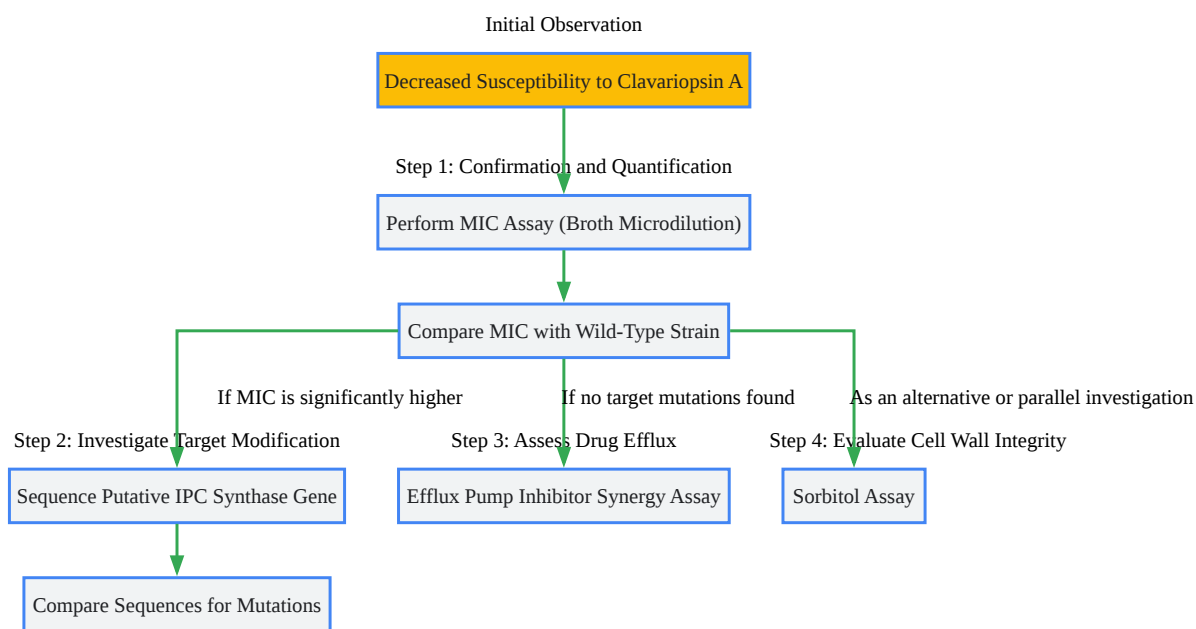 Initial Observation
Decreased Susceptibility to Clavariopsin A
Step 1: Confirmation and Quantification
Perform MIC Assay (Broth Microdilution)
Compare MIC with Wild-Type Strain
If MIC is significantly higher
If no target mutations found
As an alternative or parallel investigation
Step 2: Investigate Target Modification
Step 3: Assess Drug Efflux
Step 4: Evaluate Cell Wall Integrity
Sequence Putative IPC Synthase Gene
Efflux Pump Inhibitor Synergy Assay
Sorbitol Assay
Compare Sequences for Mutations